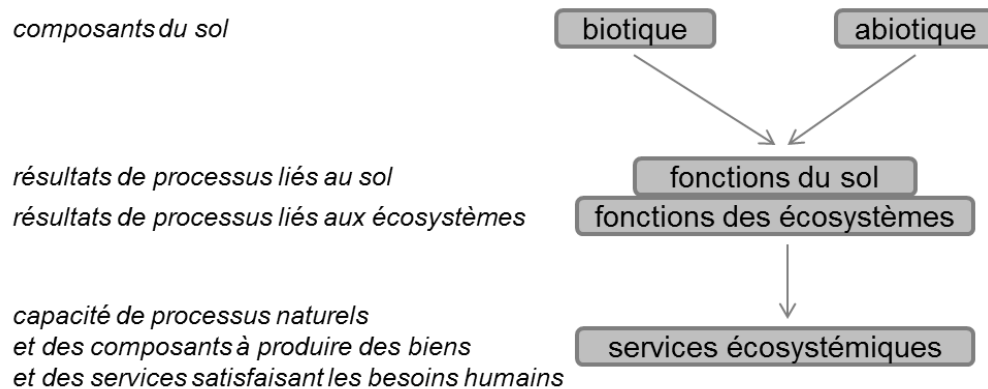 composants du sol
biotique
abiotique
résultats de processus liés au sol
fonctions du sol
résultats de processus liés aux écosystèmes
fonctions des écosystèmes
capacité de processus naturels
et des composants à produire des biens
et des services satisfaisant les besoins humains
services écosystémiques